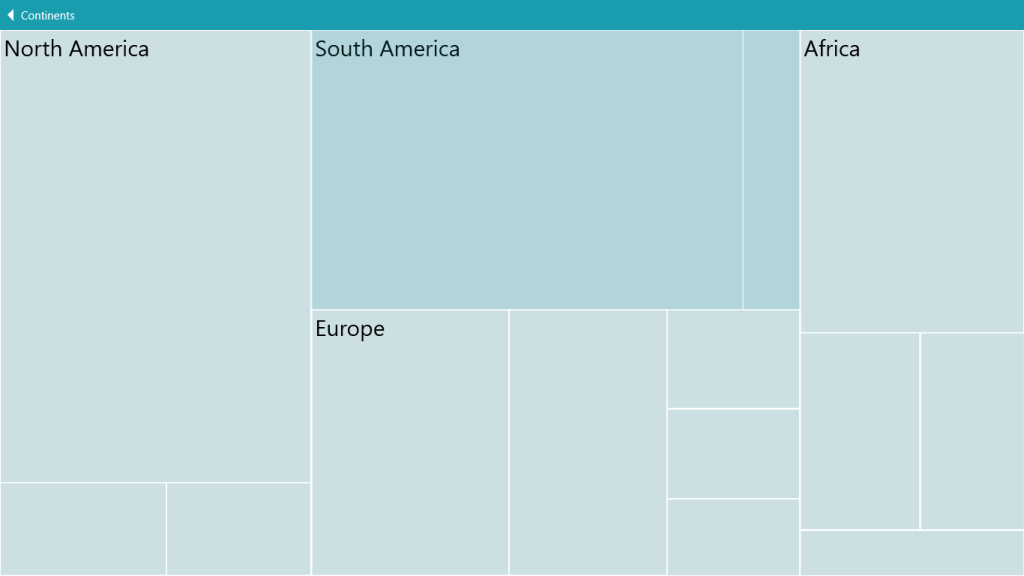 Continents
North America
South America
Africa
Europe